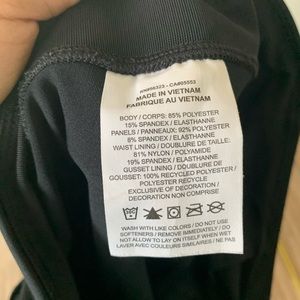 RN#56323 - CA#05553
MADE IN VIETNAM
FABRIQUE AU VIETNAM
BODY / CORPS: 85% POLYESTER
15% SPANDEX / ELASTHANNE
PANELS / PANNEAUX: 92% POLYESTER
8% SPANDEX / ELASTHANNE
WAIST LINING / DOUBLURE DE TAILLE:
81% NYLON / POLYAMIDE
19% SPANDEX / ELASTHANNE
GUSSET LINING / DOUBLURE DE
GOUSSET: 100% RECYCLED POLYESTER /
POLYESTER RECYCLE
EXCLUSIVE OF DECORATION /
DECORATION NON COMPRISE
WASH WITH LIKE COLORS / DO NOT USE
SOFTENERS / REMOVE IMMEDIATELY / DO
NOT ALLOW TO LAY ON ITSELF WHEN WET
LAVER AVEC COULEURS SIMILAIRES / NE PAS